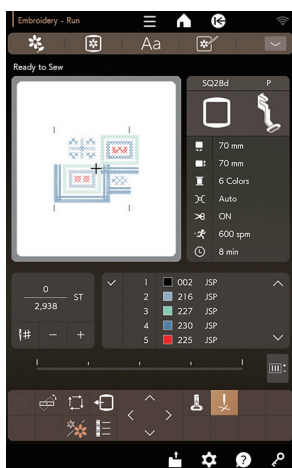 Embroidery - Run
Aa
Ready to Sew
SQ28d P
70 mm
70 mm
6 Colors
Auto
ON
600 spm
8 min
0
2,938
ST
1 002 JSP
2 216 JSP
3 227 JSP
4 230 JSP
5 225 JSP
# - +
?